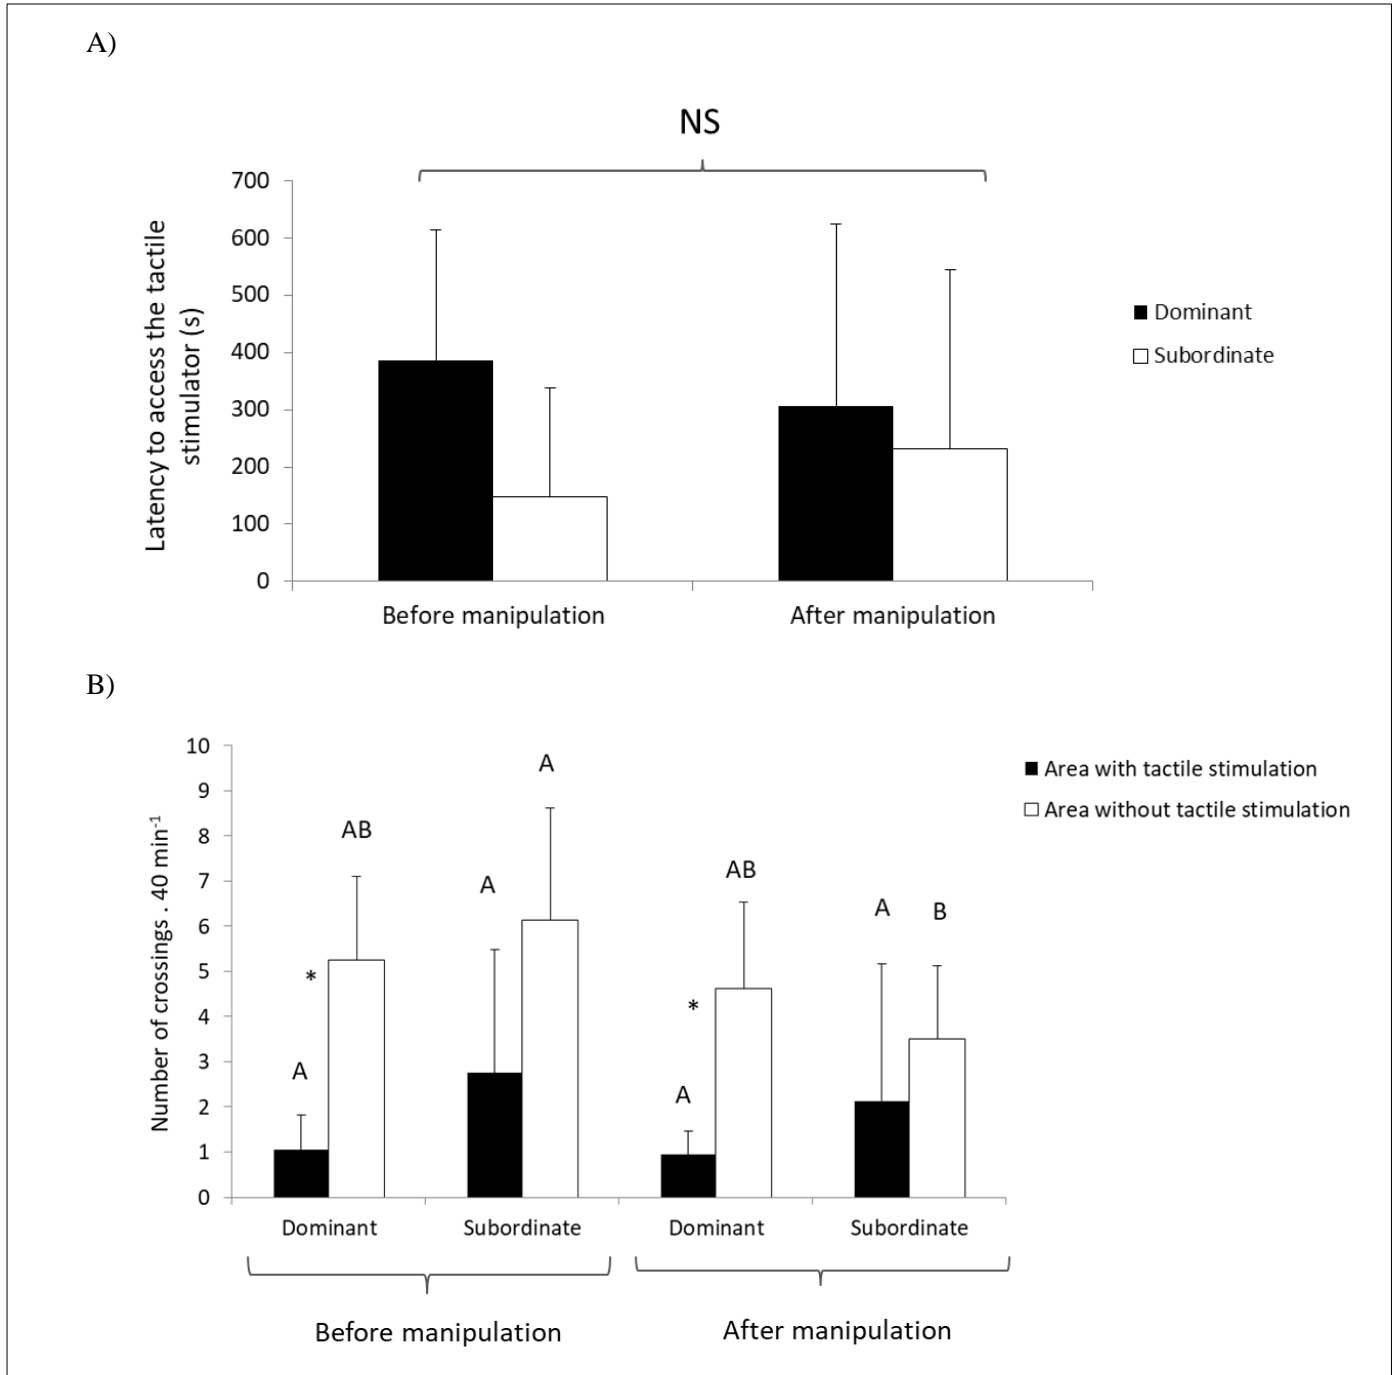 A)
NS
700
600
500
400
300
200
100
0
Latency to access the tactile
stimulator (s)
Before manipulation
After manipulation
Dominant
Subordinate
B)
10
9
8
7
6
5
4
3
2
1
0
Number of crossings . 40 min-1
A
*
AB
A
A
A
*
AB
A
B
Area with tactile stimulation
Area without tactile stimulation
Dominant
Subordinate
Dominant
Subordinate
Before manipulation
After manipulation